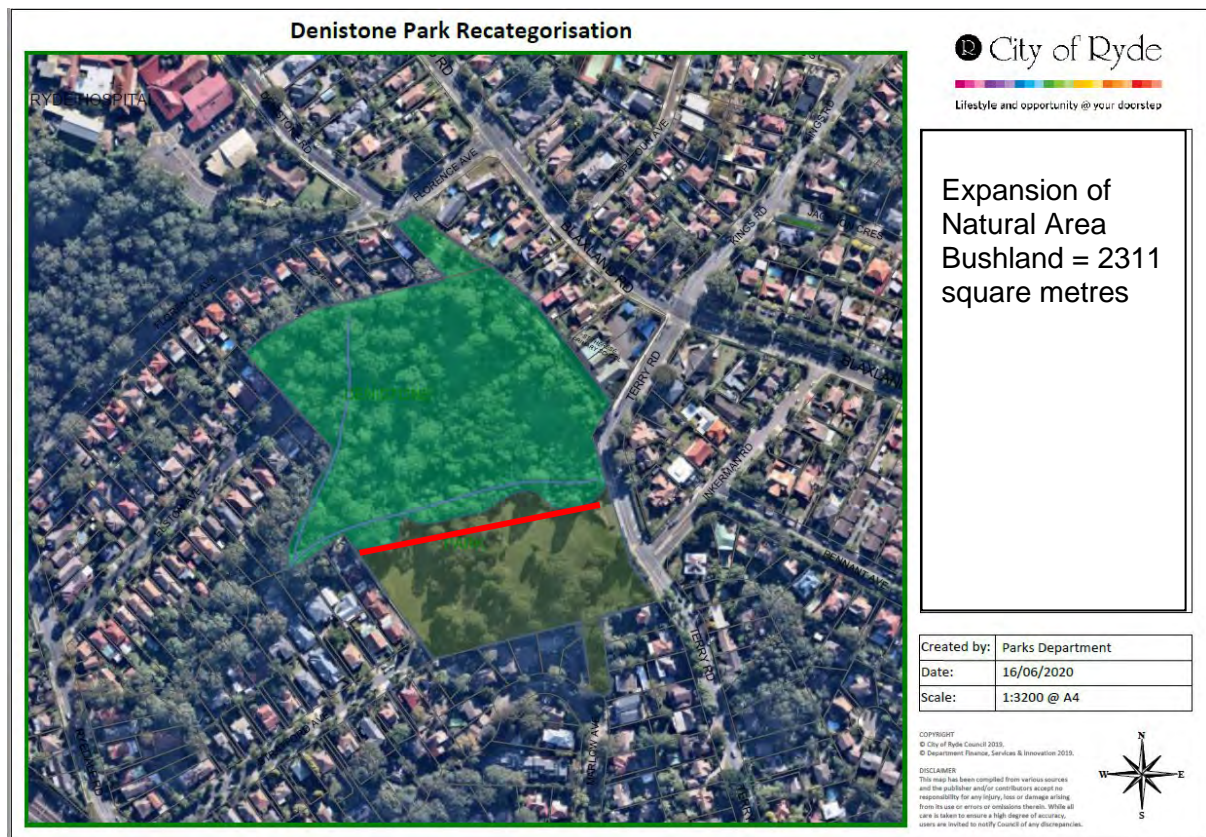 Denistone Park Recategorisation
R City of Ryde
Lifestyle and opportunity @ your doorstep
Expansion of
Natural Area
Bushland = 2311
square metres
RYDE HOSPITAL
RD
FLORENCE AVE
KINGS RD
BLAXLAND RD
TERRY RD
INKERMAN RD
PENNANT AVE
TERRY RD
Created by: Parks Department
Date: 16/06/2020
Scale: 1:3200 @ A4
COPYRIGHT
© City of Ryde Council 2019,
© Department Finance, Services & Innovation 2019.
DISCLAIMER
This map has been compiled from various sources
and the publisher and/or contributors accept no
responsibility for any injury, loss or damage arising
from its use or errors or omissions therein. While all
care is taken to ensure a high degree of accuracy,
users are invited to notify Council of any discrepancies.
N
W
E
S